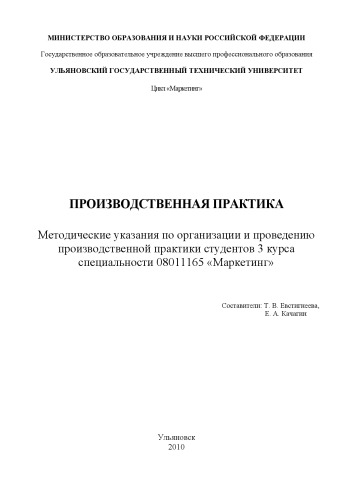 МИНИСТЕРСТВО ОБРАЗОВАНИЯ И НАУКИ РОССИЙСКОЙ ФЕДЕРАЦИИ
Государственное образовательное учреждение высшего профессионального образования
УЛЬЯНОВСКИЙ ГОСУДАРСТВЕННЫЙ ТЕХНИЧЕСКИЙ УНИВЕРСИТЕТ
Цикл «Маркетинг»
ПРОИЗВОДСТВЕННАЯ ПРАКТИКА
Методические указания по организации и проведению
производственной практики студентов 3 курса
специальности 08011165 «Маркетинг»
Составители: Т. В. Евстигнеева,
Е. А. Качагин
Ульяновск
2010